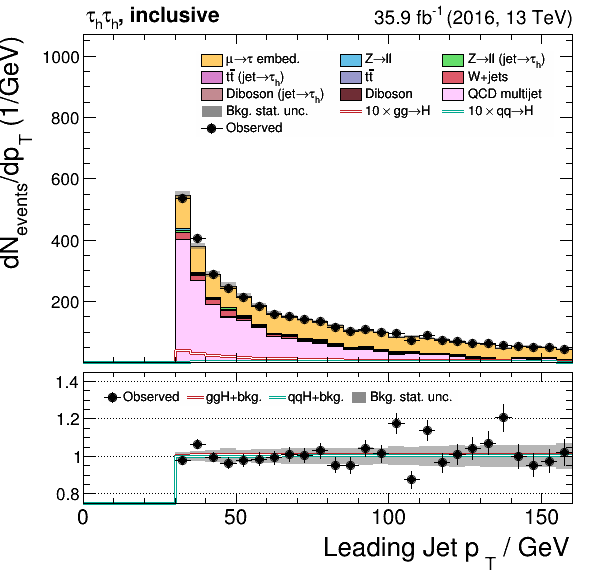 τhτh, inclusive 35.9 fb⁻¹ (2016, 13 TeV)
dNevents/dpT (1/GeV)
1000
800
600
400
200
μ→τ embed. Z→ll Z→ll (jet→τh)
tt̄ (jet→τh) tt̄ W+jets
Diboson (jet→τh) Diboson QCD multijet
Bkg. stat. unc. 10 × gg→H 10 × qq→H
Observed
1.4
1.2
1
0.8
Observed ggH+bkg. qqH+bkg. Bkg. stat. unc.
0 50 100 150
Leading Jet pT / GeV